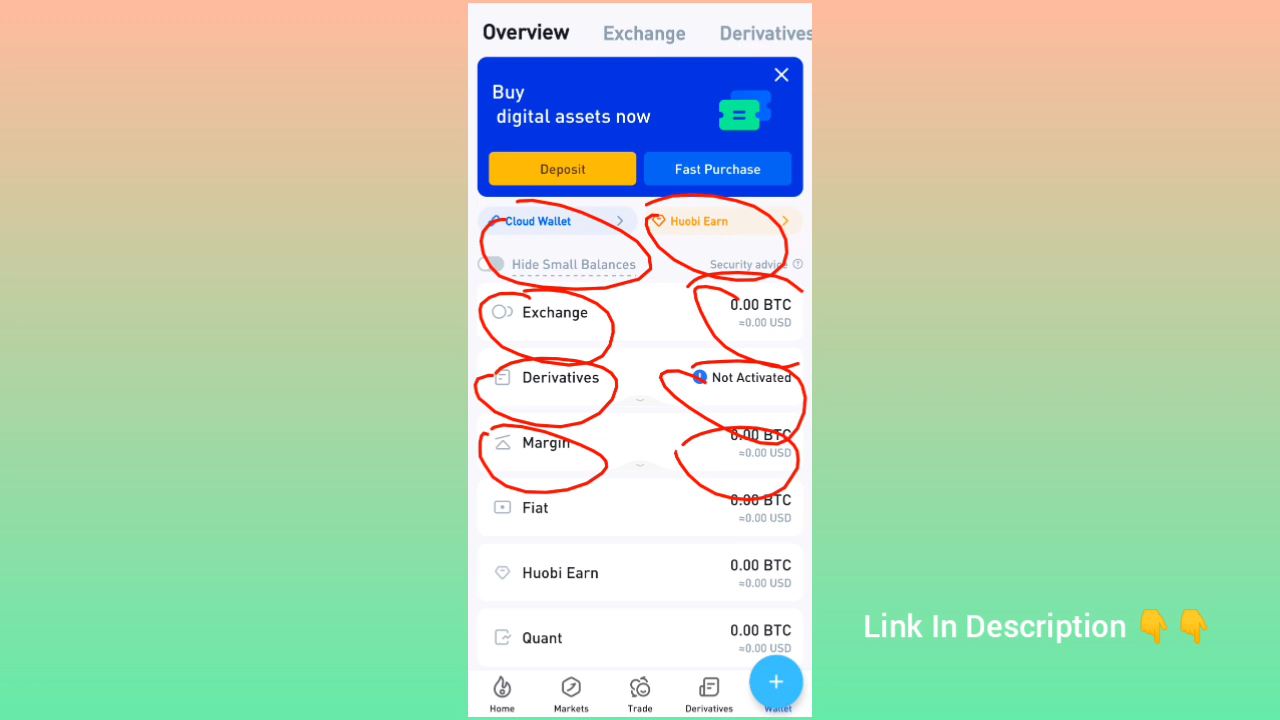 Overview Exchange Derivatives
Buy
digital assets now
Deposit Fast Purchase
Cloud Wallet Huobi Earn
Hide Small Balances Security advice
Exchange 0.00 BTC
≈0.00 USD
Derivatives Not Activated
Margin 0.00 BTC
≈0.00 USD
Fiat 0.00 BTC
≈0.00 USD
Huobi Earn 0.00 BTC
≈0.00 USD
Quant 0.00 BTC
≈0.00 USD
Home Markets Trade Derivatives Wallet
Link In Description 👇👇